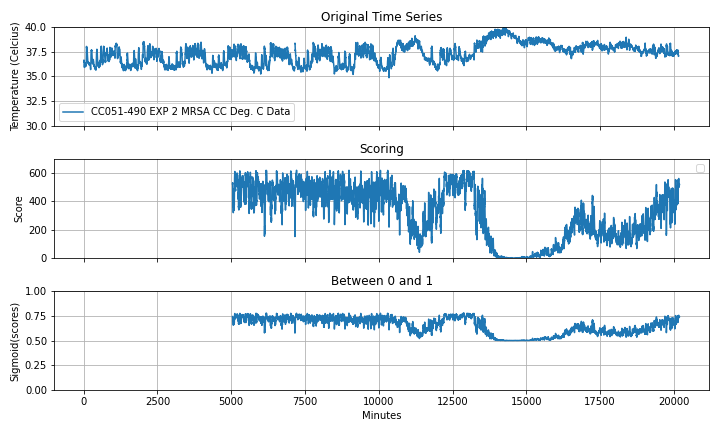 Original Time Series
Temperature (Celcius)
40.0
37.5
35.0
32.5
30.0
CC051-490 EXP 2 MRSA CC Deg. C Data
Scoring
Score
600
400
200
0
Between 0 and 1
Sigmoid(scores)
1.00
0.75
0.50
0.25
0.00
0 2500 5000 7500 10000 12500 15000 17500 20000
Minutes